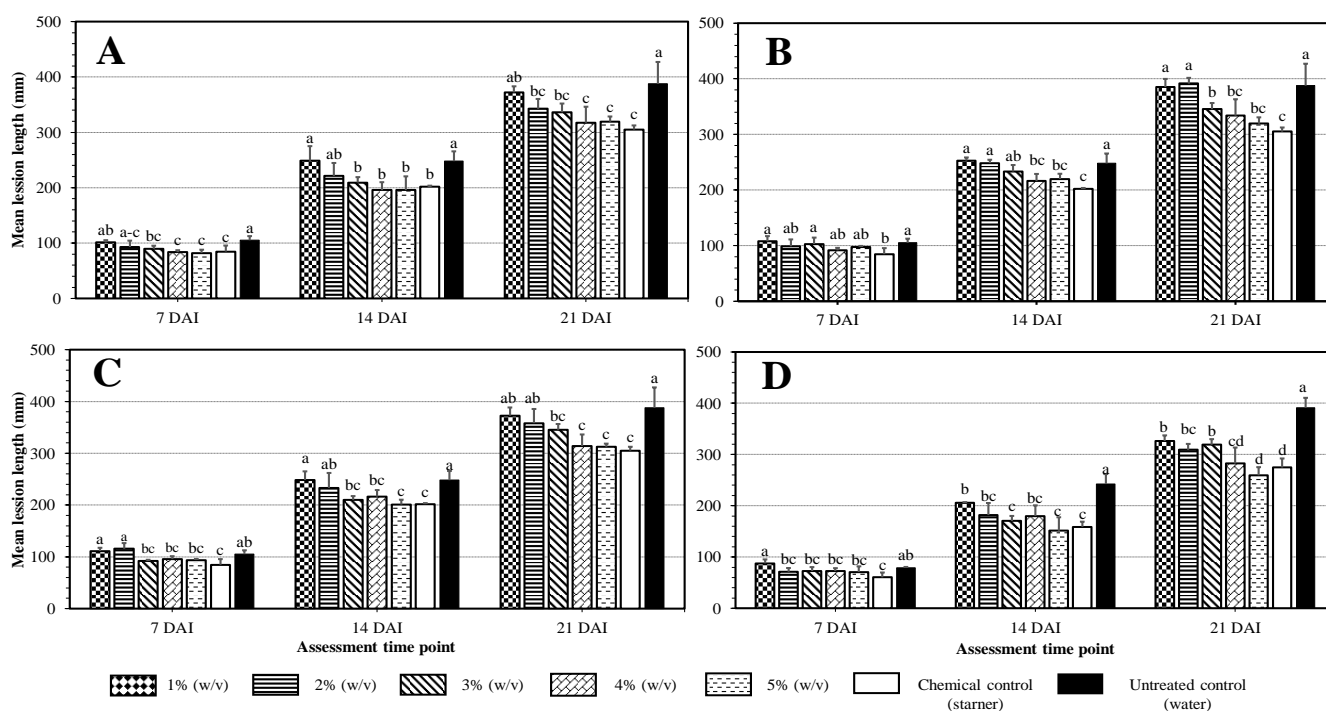 A
Mean lession length (mm)
500
400
300
200
100
0
ab a-c bc c c c a
a ab b b b b a
ab bc bc c c c a
7 DAI 14 DAI 21 DAI
B
500
400
300
200
100
0
a ab a ab ab b a
a a ab bc bc c a
a a b bc bc c a
7 DAI 14 DAI 21 DAI
C
Mean lession length (mm)
500
400
300
200
100
0
a a bc bc bc c ab
a ab bc bc c c a
ab ab bc c c c a
7 DAI 14 DAI 21 DAI
Assessment time point
D
500
400
300
200
100
0
a bc bc bc bc c ab
b bc c bc c c a
b bc b cd d d a
7 DAI 14 DAI 21 DAI
Assessment time point
1% (w/v) 2% (w/v) 3% (w/v) 4% (w/v) 5% (w/v) Chemical control (starner) Untreated control (water)